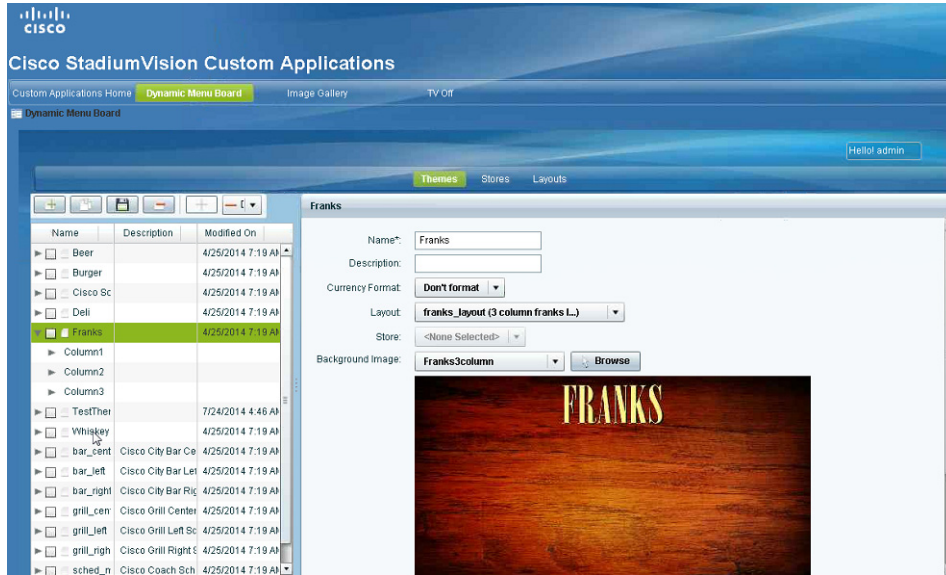 CISCO
Cisco StadiumVision Custom Applications
Custom Applications Home Dynamic Menu Board Image Gallery TV Off
Dynamic Menu Board
Hello! admin
Themes Stores Layouts
Franks
Name Description Modified On
Beer 4/25/2014 7:19 AM
Burger 4/25/2014 7:19 AM
Cisco Sc 4/25/2014 7:19 AM
Deli 4/25/2014 7:19 AM
Franks 4/25/2014 7:19 AM
Column1
Column2
Column3
TestTher 7/24/2014 4:46 AM
Whiskey 4/25/2014 7:19 AM
bar_cent Cisco City Bar Ce 4/25/2014 7:19 AM
bar_left Cisco City Bar Lef 4/25/2014 7:19 AM
bar_right Cisco City Bar Rig 4/25/2014 7:19 AM
grill_cen Cisco Grill Center 4/25/2014 7:19 AM
grill_left Cisco Grill Left Sc 4/25/2014 7:19 AM
grill_righ Cisco Grill Right S 4/25/2014 7:19 AM
sched_n Cisco Coach Sch 4/25/2014 7:19 AM
Name*: Franks
Description:
Currency Format: Don't format
Layout: franks_layout (3 column franks l...)
Store: <None Selected>
Background Image: Franks3column Browse
FRANKS